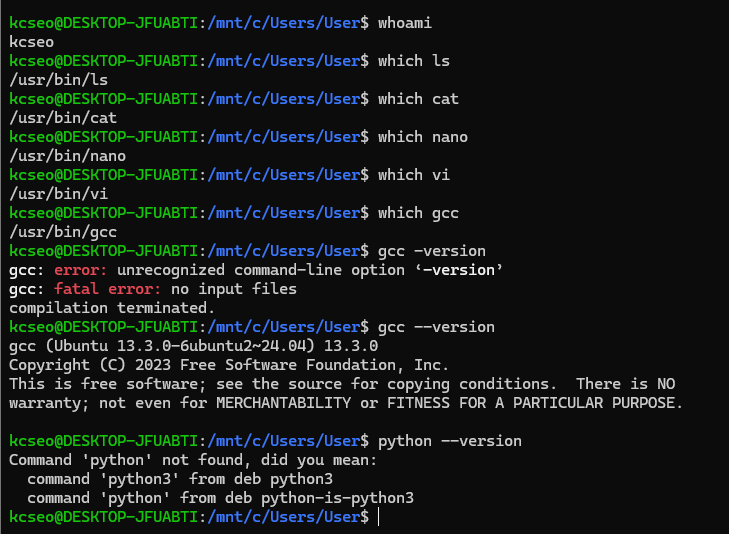 kcseo@DESKTOP-JFUABTI:/mnt/c/Users/User$ whoami
kcseo
kcseo@DESKTOP-JFUABTI:/mnt/c/Users/User$ which ls
/usr/bin/ls
kcseo@DESKTOP-JFUABTI:/mnt/c/Users/User$ which cat
/usr/bin/cat
kcseo@DESKTOP-JFUABTI:/mnt/c/Users/User$ which nano
/usr/bin/nano
kcseo@DESKTOP-JFUABTI:/mnt/c/Users/User$ which vi
/usr/bin/vi
kcseo@DESKTOP-JFUABTI:/mnt/c/Users/User$ which gcc
/usr/bin/gcc
kcseo@DESKTOP-JFUABTI:/mnt/c/Users/User$ gcc -version
gcc: error: unrecognized command-line option ‘-version’
gcc: fatal error: no input files
compilation terminated.
kcseo@DESKTOP-JFUABTI:/mnt/c/Users/User$ gcc --version
gcc (Ubuntu 13.3.0-6ubuntu2~24.04) 13.3.0
Copyright (C) 2023 Free Software Foundation, Inc.
This is free software; see the source for copying conditions.  There is NO
warranty; not even for MERCHANTABILITY or FITNESS FOR A PARTICULAR PURPOSE.

kcseo@DESKTOP-JFUABTI:/mnt/c/Users/User$ python --version
Command 'python' not found, did you mean:
  command 'python3' from deb python3
  command 'python' from deb python-is-python3
kcseo@DESKTOP-JFUABTI:/mnt/c/Users/User$